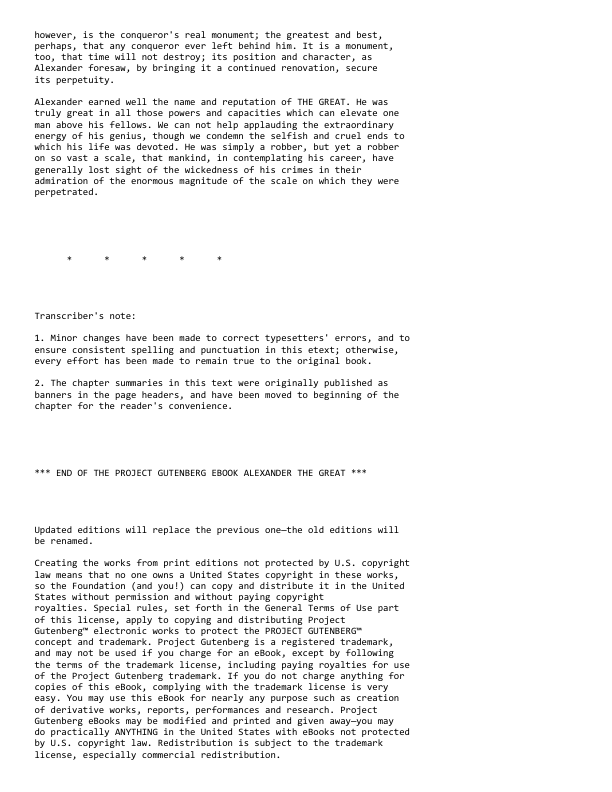 however, is the conqueror's real monument; the greatest and best,
perhaps, that any conqueror ever left behind him. It is a monument,
too, that time will not destroy; its position and character, as
Alexander foresaw, by bringing it a continued renovation, secure
its perpetuity.
Alexander earned well the name and reputation of THE GREAT. He was
truly great in all those powers and capacities which can elevate one
man above his fellows. We can not help applauding the extraordinary
energy of his genius, though we condemn the selfish and cruel ends to
which his life was devoted. He was simply a robber, but yet a robber
on so vast a scale, that mankind, in contemplating his career, have
generally lost sight of the wickedness of his crimes in their
admiration of the enormous magnitude of the scale on which they were
perpetrated.
* * * * *
Transcriber's note:
1. Minor changes have been made to correct typesetters' errors, and to
ensure consistent spelling and punctuation in this etext; otherwise,
every effort has been made to remain true to the original book.
2. The chapter summaries in this text were originally published as
banners in the page headers, and have been moved to beginning of the
chapter for the reader's convenience.
*** END OF THE PROJECT GUTENBERG EBOOK ALEXANDER THE GREAT ***
Updated editions will replace the previous one—the old editions will
be renamed.
Creating the works from print editions not protected by U.S. copyright
law means that no one owns a United States copyright in these works,
so the Foundation (and you!) can copy and distribute it in the United
States without permission and without paying copyright
royalties. Special rules, set forth in the General Terms of Use part
of this license, apply to copying and distributing Project
Gutenberg™ electronic works to protect the PROJECT GUTENBERG™
concept and trademark. Project Gutenberg is a registered trademark,
and may not be used if you charge for an eBook, except by following
the terms of the trademark license, including paying royalties for use
of the Project Gutenberg trademark. If you do not charge anything for
copies of this eBook, complying with the trademark license is very
easy. You may use this eBook for nearly any purpose such as creation
of derivative works, reports, performances and research. Project
Gutenberg eBooks may be modified and printed and given away—you may
do practically ANYTHING in the United States with eBooks not protected
by U.S. copyright law. Redistribution is subject to the trademark
license, especially commercial redistribution.